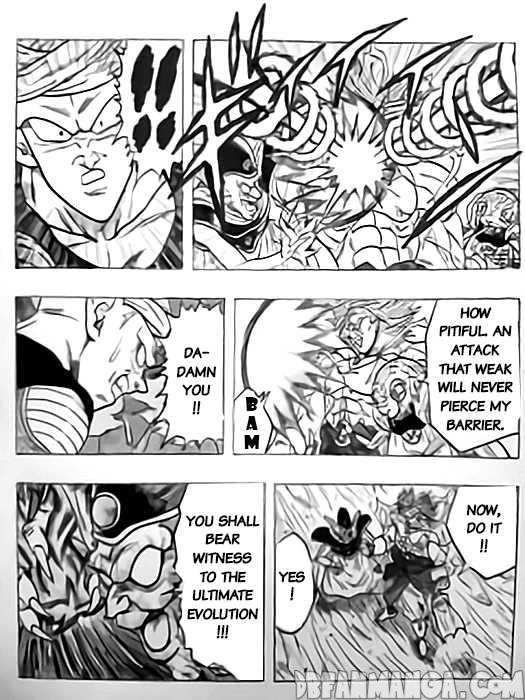 HOW
PITIFUL. AN
ATTACK
THAT WEAK
WILL NEVER
PIERCE MY
BARRIER.
BAM
DA-
DAMN
YOU
!!
NOW,
DO IT
!!
YES
!
YOU SHALL
BEAR
WITNESS
TO THE
ULTIMATE
EVOLUTION
!!!
DBFANMANGA.COM